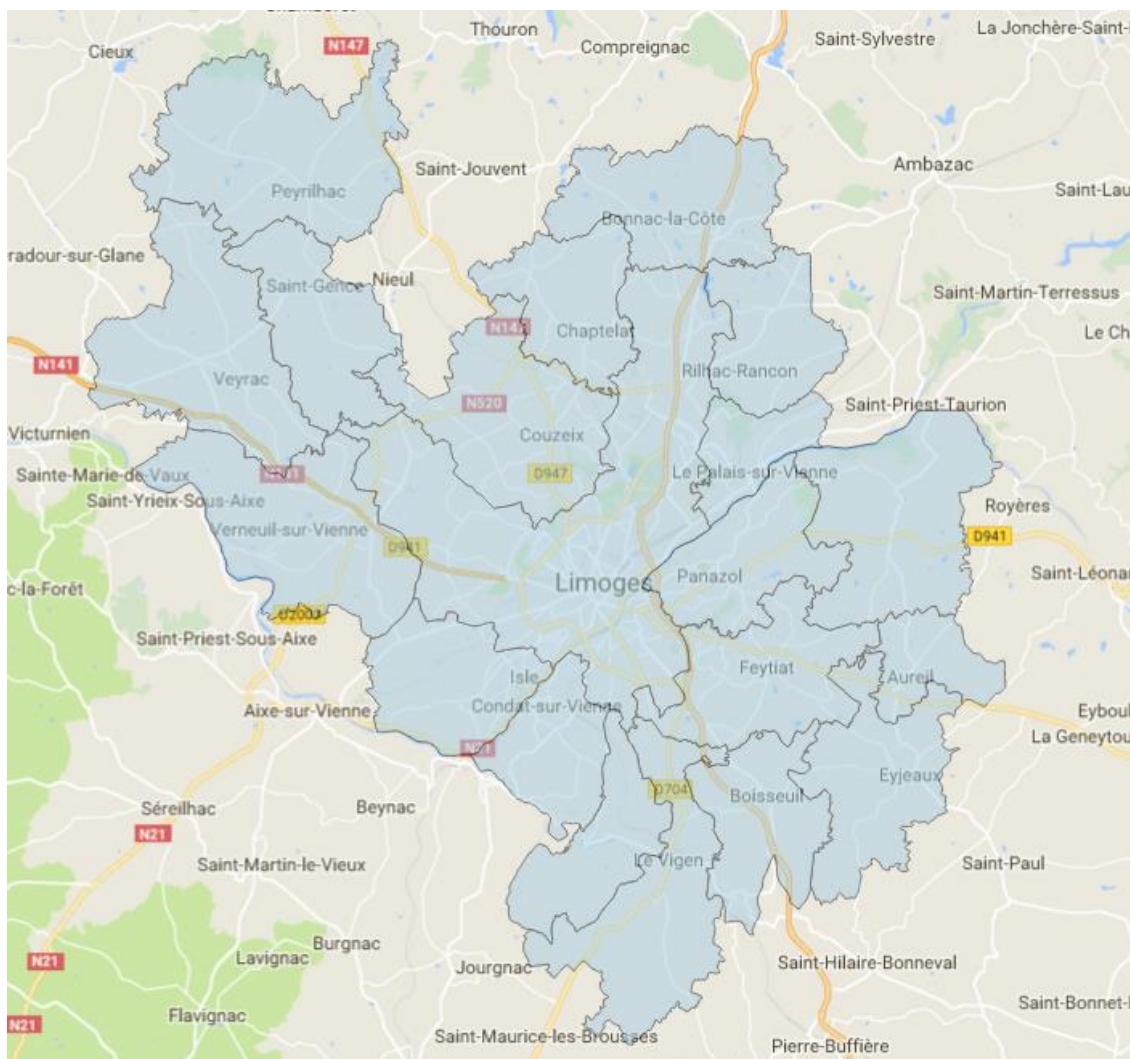 Thouron
La Jonchère-Saint-
Saint-Sylvestre
N147
Compreignac
Cieux
Ambazac
Saint-Jouvent
Peyrilhac
Saint-Lau
Bonnac-la-Côte
radour-sur-Glane
Nieul
Saint-Gence
Saint-Martin-Terressus
N147
Chaptelat
Le Ch
N141
Rilhac-Rancon
Veyrac
N520
Saint-Priest-Taurion
Victurnien
Couzeix
Sainte-Marie-de-Vaux
N141
D947
Le Palais-sur-Vienne
Saint-Yrieix-Sous-Aixe
Royères
Verneuil-sur-Vienne
D941
D941
Limoges
Panazol
Saint-Léona
c-la-Forêt
D2000
Saint-Priest-Sous-Aixe
Feytiat
Isle
Aureil
Condat-sur-Vienne
Aixe-sur-Vienne
Eyboul
La Geneytou
N21
Eyjeaux
D704
Boisseuil
Séreilhac
Beynac
N21
Le Vigen
Saint-Martin-le-Vieux
Saint-Paul
Burgnac
Lavignac
N21
Jourgnac
Saint-Hilaire-Bonneval
Saint-Bonnet-
Flavignac
N21
Saint-Maurice-les-Brousses
Pierre-Buffière